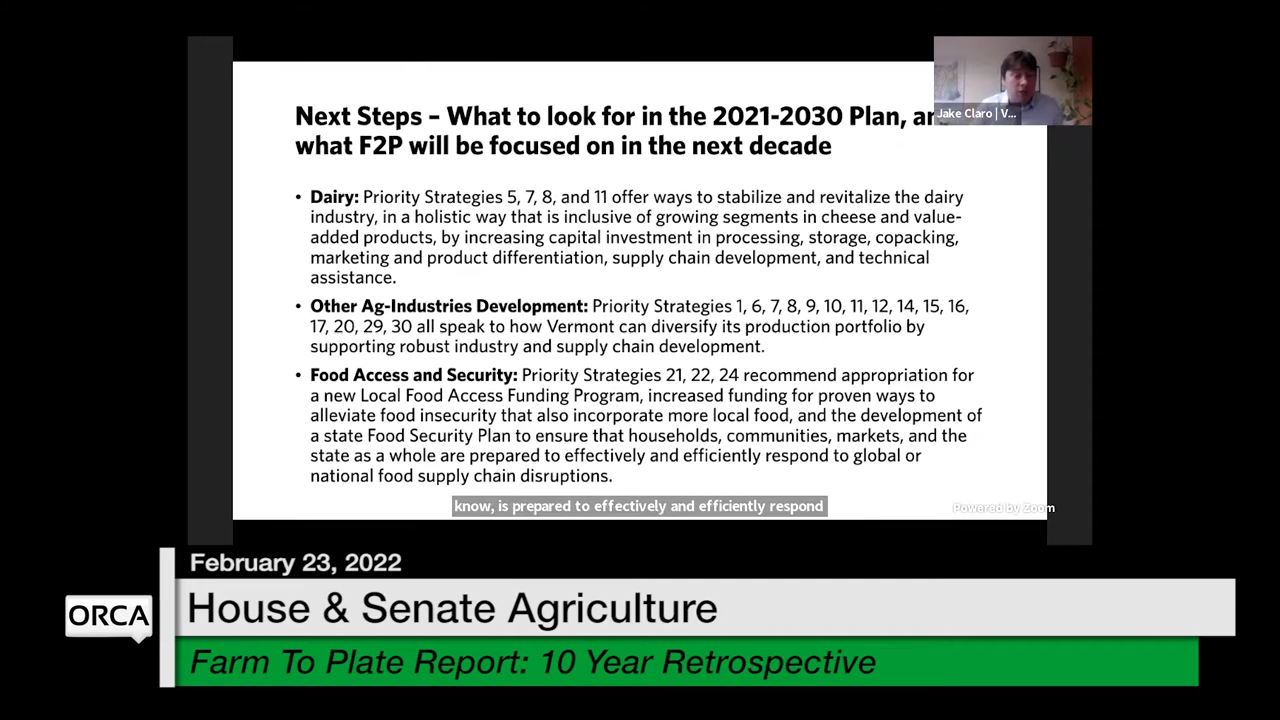 Next Steps – What to look for in the 2021-2030 Plan, an
what F2P will be focused on in the next decade
Jake Claro | V...
• Dairy: Priority Strategies 5, 7, 8, and 11 offer ways to stabilize and revitalize the dairy
industry, in a holistic way that is inclusive of growing segments in cheese and value-
added products, by increasing capital investment in processing, storage, copacking,
marketing and product differentiation, supply chain development, and technical
assistance.
• Other Ag-Industries Development: Priority Strategies 1, 6, 7, 8, 9, 10, 11, 12, 14, 15, 16,
17, 20, 29, 30 all speak to how Vermont can diversify its production portfolio by
supporting robust industry and supply chain development.
• Food Access and Security: Priority Strategies 21, 22, 24 recommend appropriation for
a new Local Food Access Funding Program, increased funding for proven ways to
alleviate food insecurity that also incorporate more local food, and the development of
a state Food Security Plan to ensure that households, communities, markets, and the
state as a whole are prepared to effectively and efficiently respond to global or
national food supply chain disruptions.
know, is prepared to effectively and efficiently respond
Powered by Zoom
February 23, 2022
ORCA
House & Senate Agriculture
Farm To Plate Report: 10 Year Retrospective